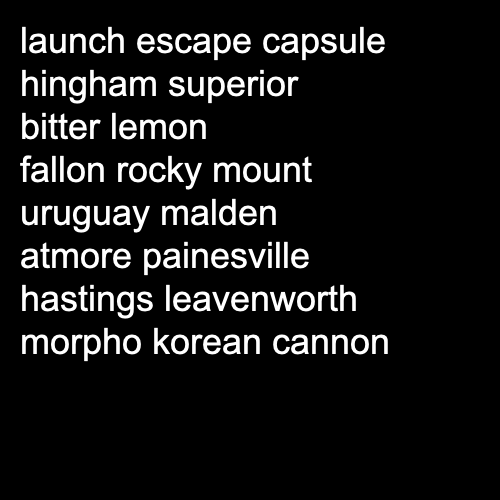 launch escape capsule
hingham superior
bitter lemon
fallon rocky mount
uruguay malden
atmore painesville
hastings leavenworth
morpho korean cannon